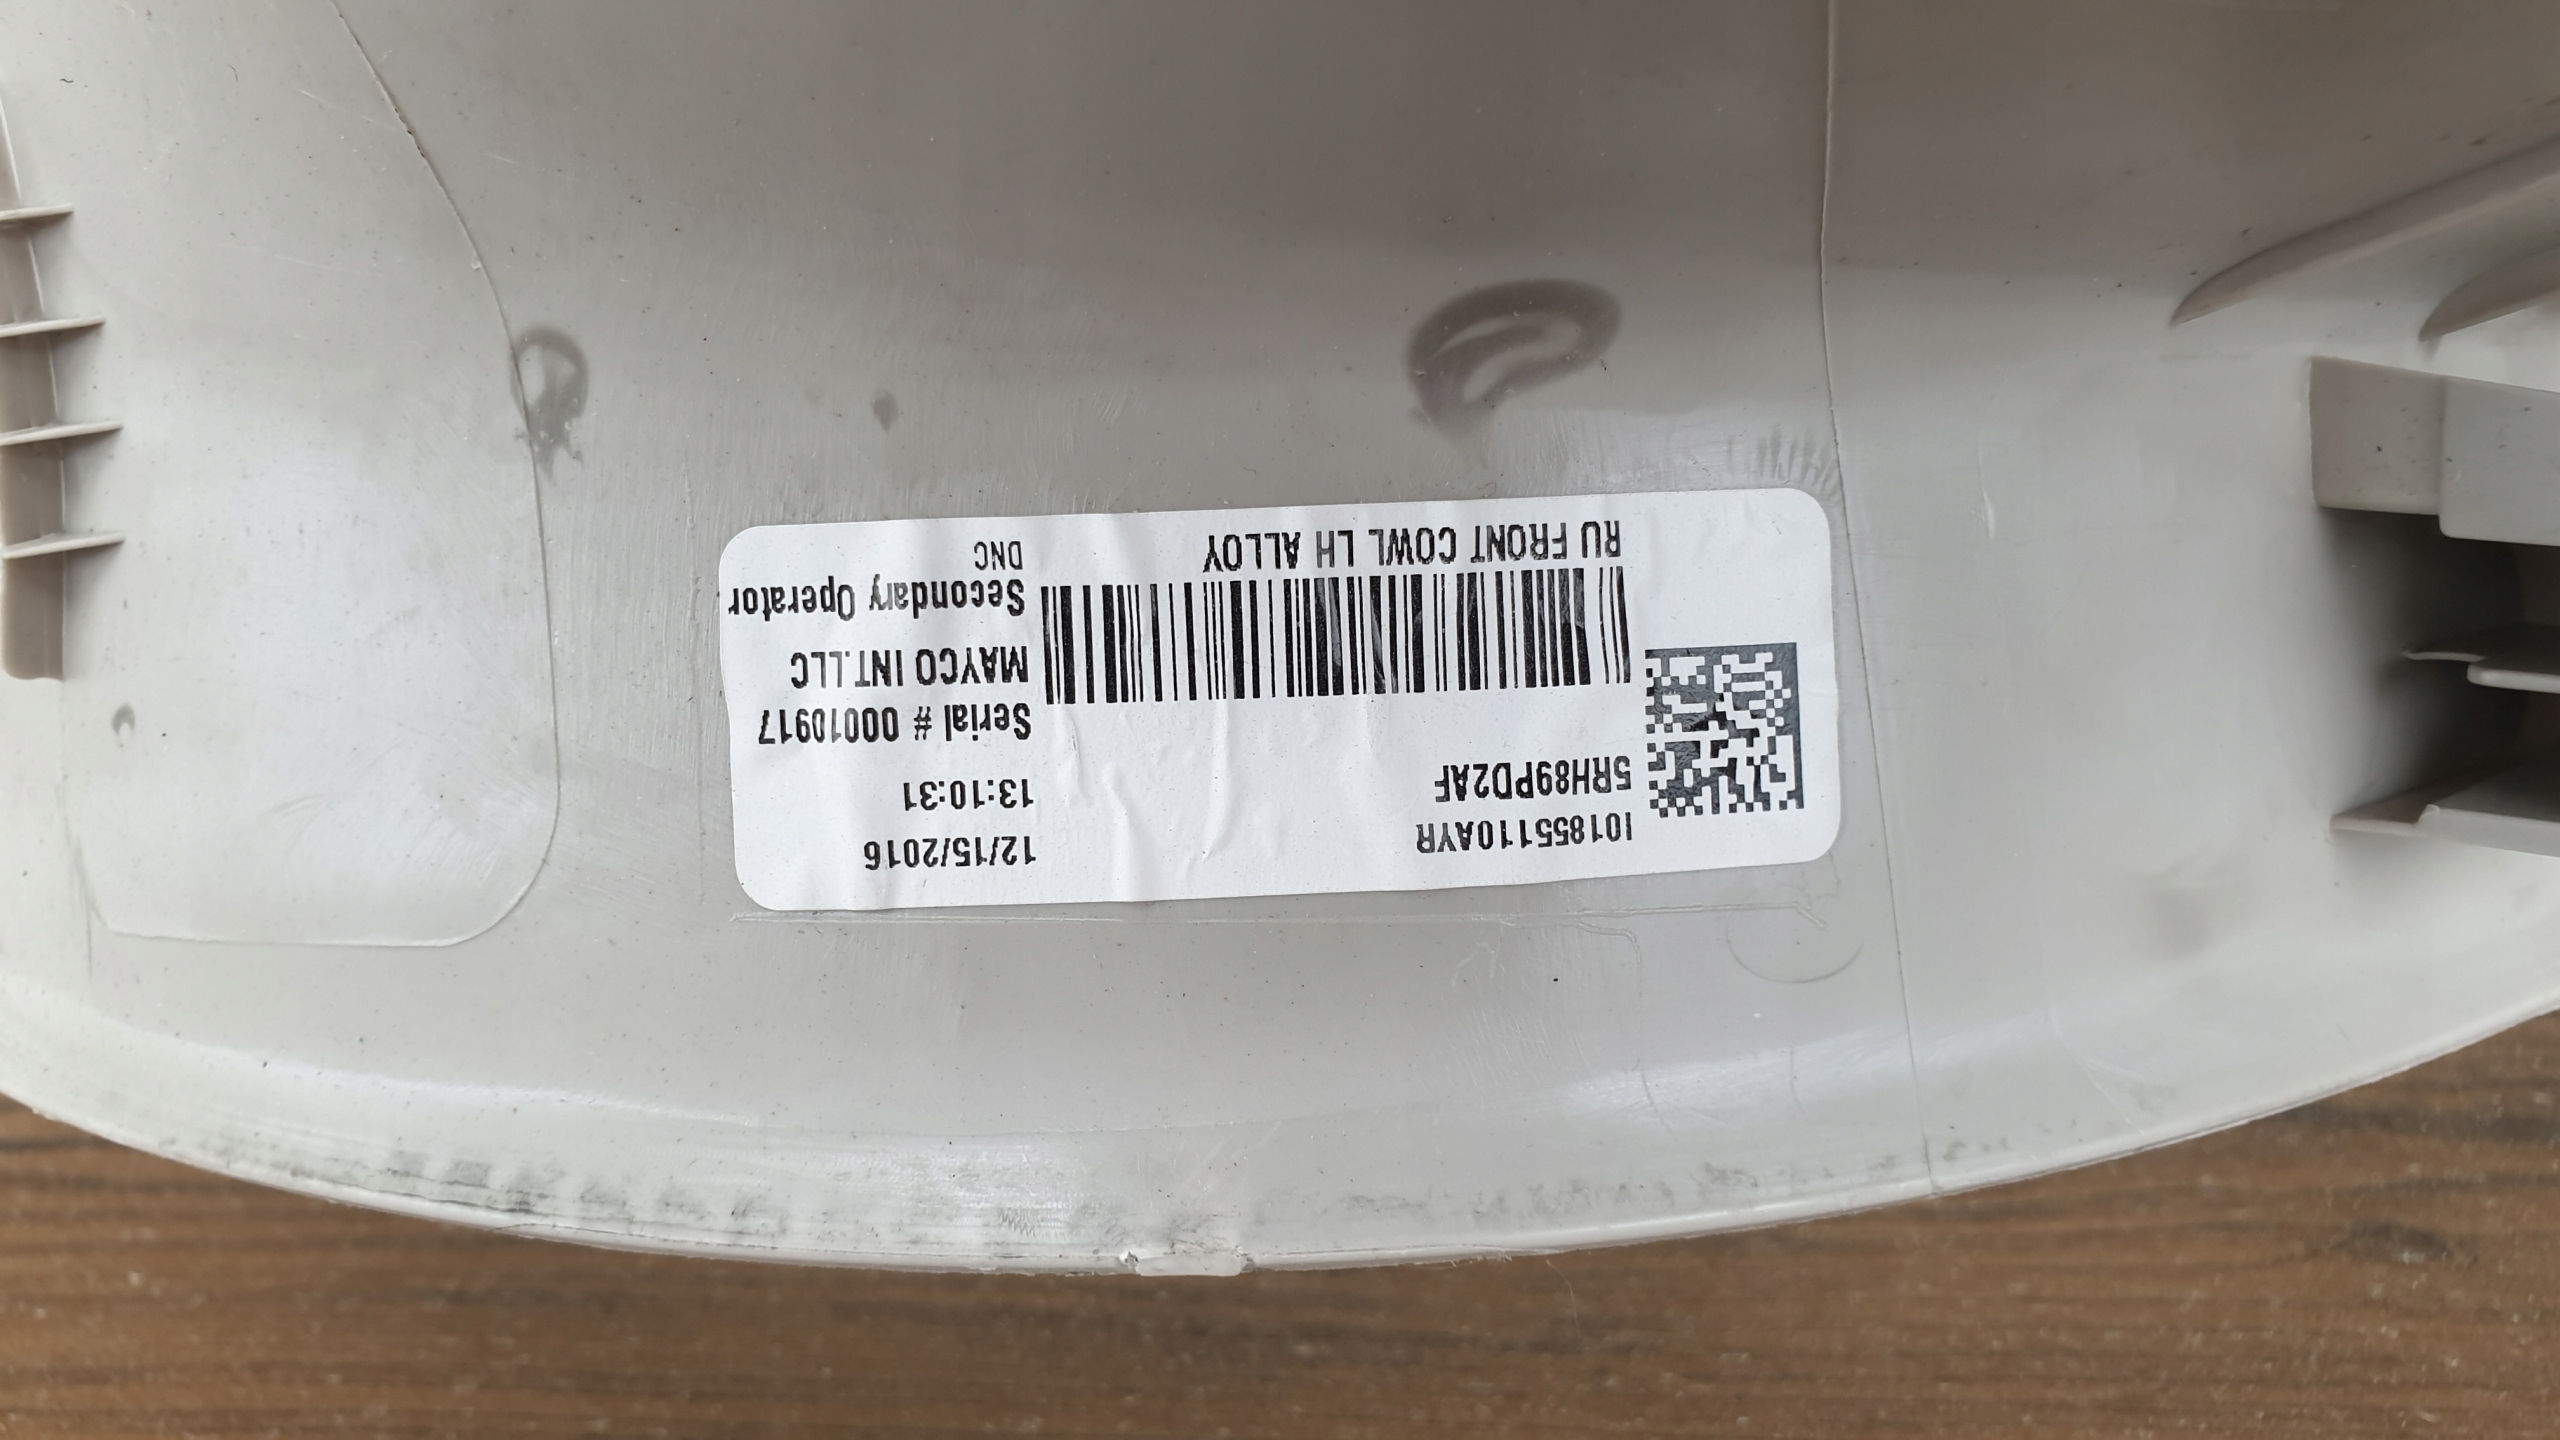 I01855110AYR
5RH89PD2AF
RU FRONT COWL LH ALLOY
12/15/2016
13:10:31
Serial # 00010917
MAYCO INT.LLC
Secondary Operator
DNC